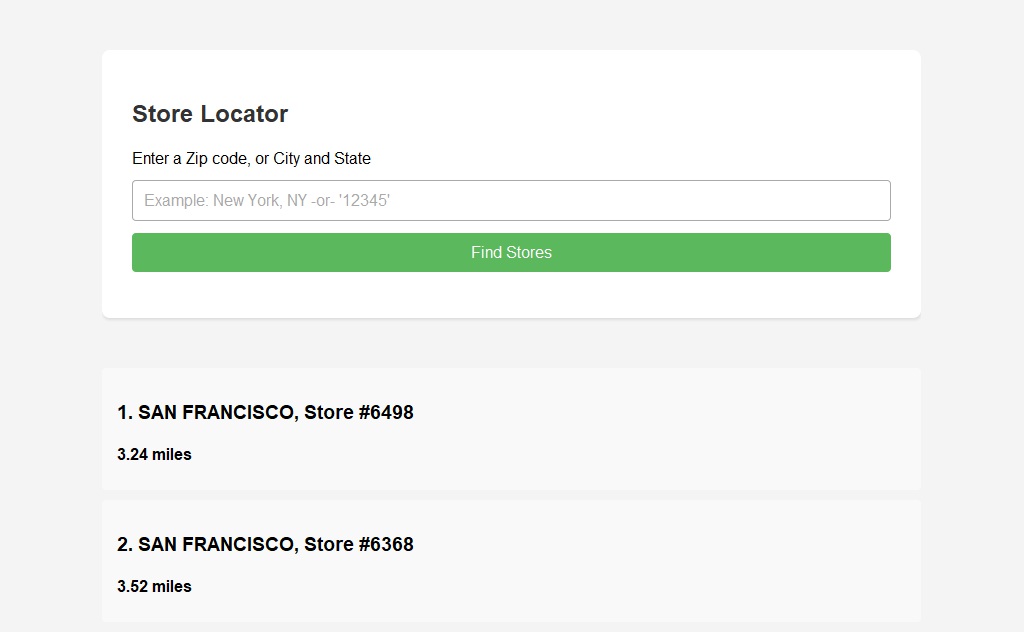 Store Locator
Enter a Zip code, or City and State
Example: New York, NY -or- '12345'
Find Stores
1. SAN FRANCISCO, Store #6498
3.24 miles
2. SAN FRANCISCO, Store #6368
3.52 miles